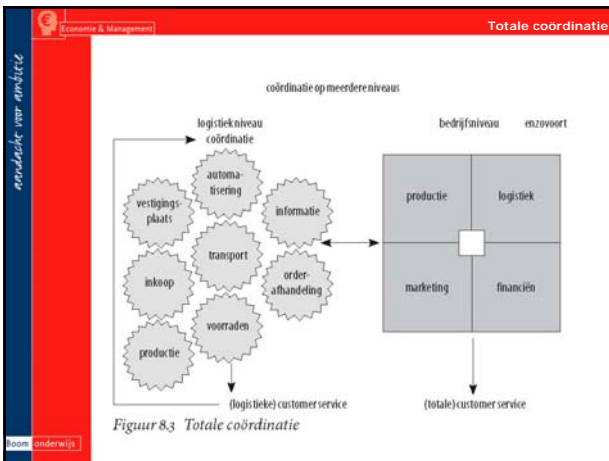 Economie & Management
Totale coördinatie
aandacht voor ambitie
coördinatie op meerdere niveaus
logistiek niveau
coördinatie
bedrijfsniveau
enzovoort
automa-
tisering
vestigings-
plaats
informatie
transport
inkoop
order-
afhandeling
voorraden
productie
productie
logistiek
marketing
financiën
(logistieke) customer service
(totale) customer service
Figuur 8.3 Totale coördinatie
Boom onderwijs